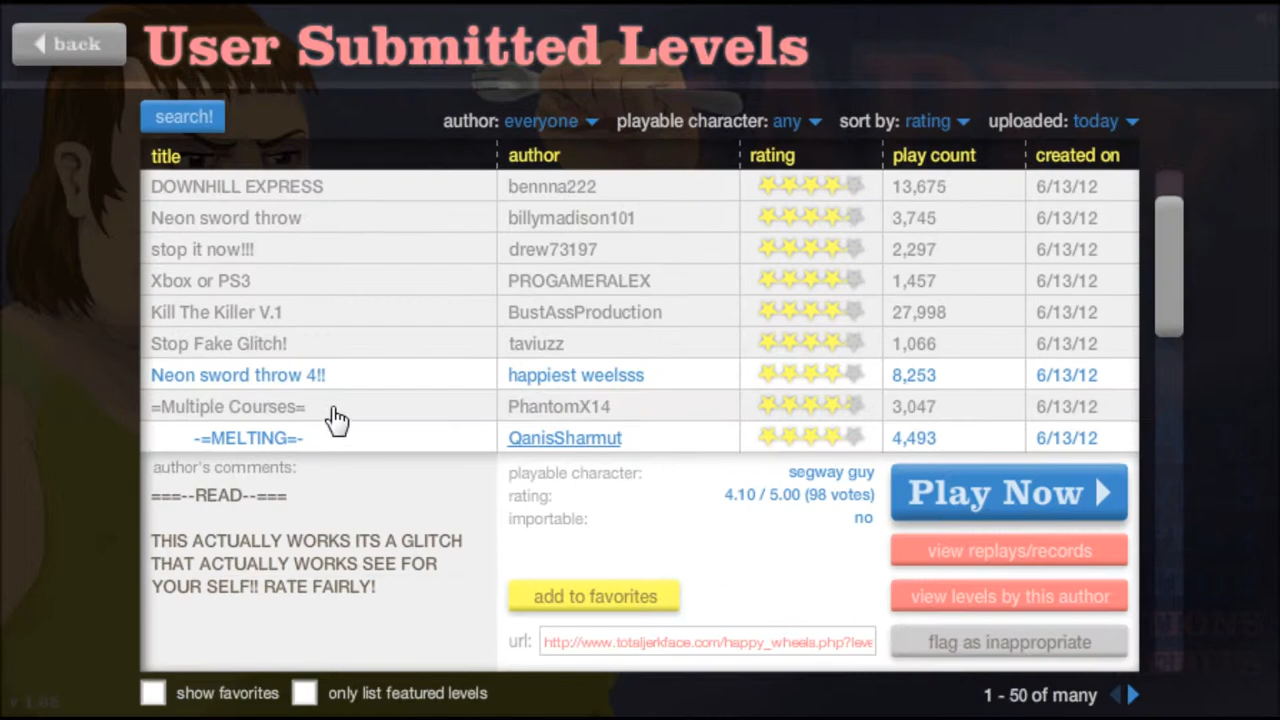 back
User Submitted Levels
search!
author: everyone playable character: any sort by: rating uploaded: today
title author rating play count created on
DOWNHILL EXPRESS bennna222 13,675 6/13/12
Neon sword throw billymadison101 3,745 6/13/12
stop it now!!! drew73197 2,297 6/13/12
Xbox or PS3 PROGAMERALEX 1,457 6/13/12
Kill The Killer V.1 BustAssProduction 27,998 6/13/12
Stop Fake Glitch! taviuzz 1,066 6/13/12
Neon sword throw 4!! happiest weelsss 8,253 6/13/12
=Multiple Courses= PhantomX14 3,047 6/13/12
-=MELTING=- QanisSharmut 4,493 6/13/12
author's comments:
===--READ--===
THIS ACTUALLY WORKS ITS A GLITCH
THAT ACTUALLY WORKS SEE FOR
YOUR SELF!! RATE FAIRLY!
playable character: segway guy
rating: 4.10 / 5.00 (98 votes)
importable: no
add to favorites
url: http://www.totaljerkface.com/happy_wheels.php?leve
Play Now
view replays/records
view levels by this author
flag as inappropriate
show favorites only list featured levels
1 - 50 of many